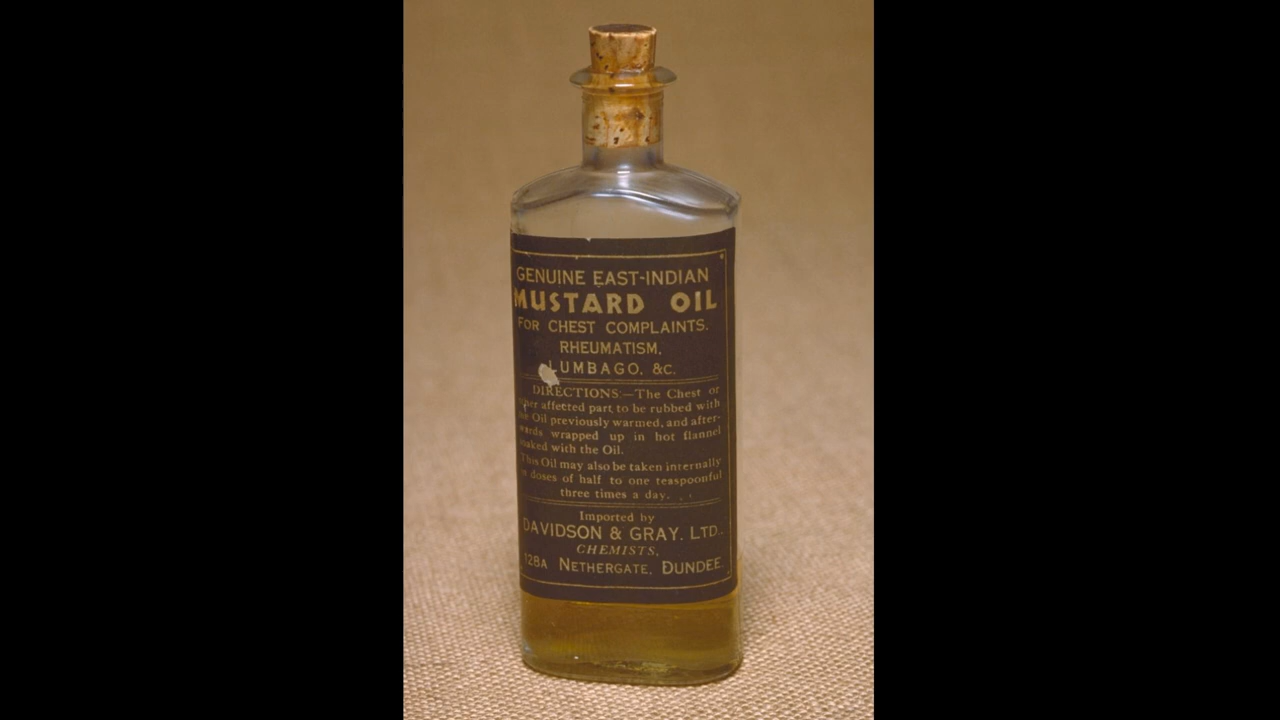 GENUINE EAST-INDIAN
MUSTARD OIL
FOR CHEST COMPLAINTS.
RHEUMATISM,
LUMBAGO, &C.
DIRECTIONS:—The Chest or
other affected part, to be rubbed with
the Oil previously warmed, and after-
wards wrapped up in hot flannel
soaked with the Oil.
This Oil may also be taken internally
in doses of half to one teaspoonful
three times a day.
Imported by
DAVIDSON & GRAY, LTD.,
CHEMISTS,
128A NETHERGATE, DUNDEE.